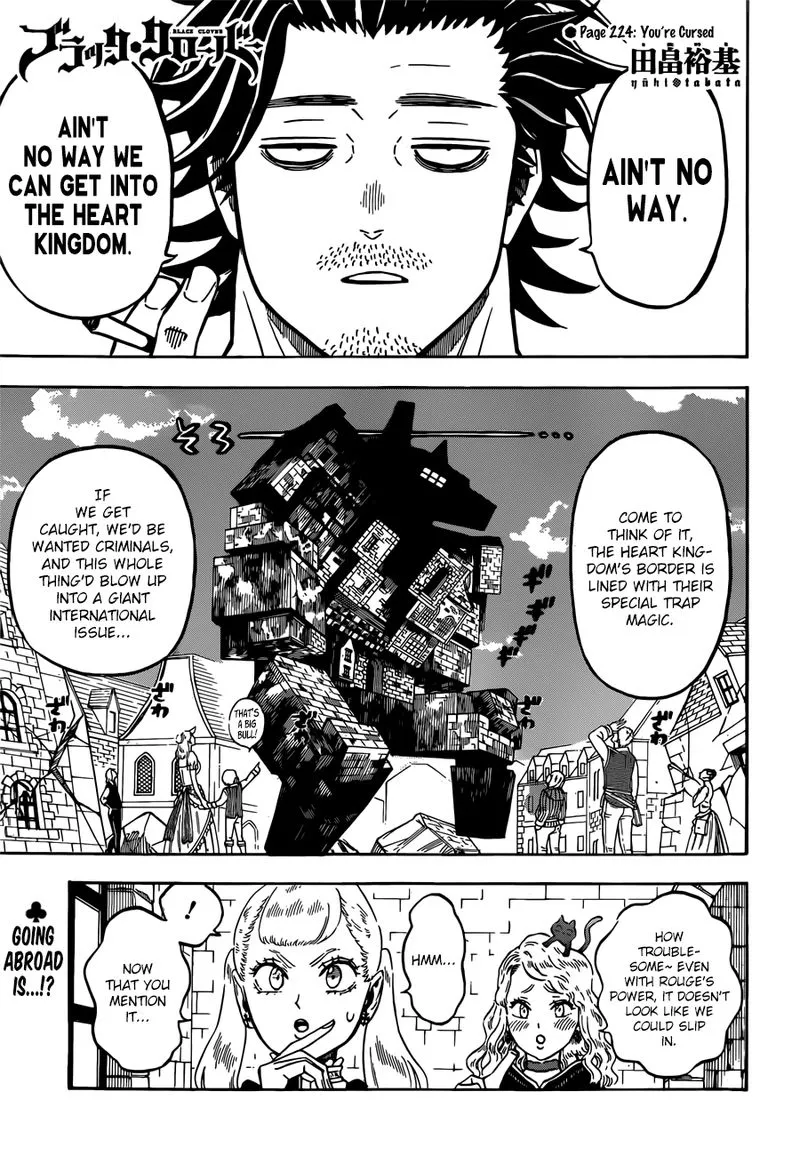 ブラック・クローバー
BLACK CLOVER
Page 224: You're Cursed
田畠裕基
yūki tabata
AIN'T NO
WAY.
AIN'T
NO WAY WE
CAN GET INTO
THE HEART
KINGDOM.
COME TO
THINK OF IT,
THE HEART KING-
DOM'S BORDER IS
LINED WITH THEIR
SPECIAL TRAP
MAGIC.
IF
WE GET
CAUGHT, WE'D BE
WANTED CRIMINALS,
AND THIS WHOLE
THING'D BLOW UP
INTO A GIANT
INTERNATIONAL
ISSUE...
THAT'S
A BIG
BULL!
そろ
ざわ
ざわ
ざわ
HOW
TROUBLE-
SOME~ EVEN
WITH ROUGE'S
POWER, IT DOESN'T
LOOK LIKE WE
COULD SLIP
IN.
HMM...
!
NOW THAT
YOU MENTION
IT...
GOING
ABROAD
IS...!?